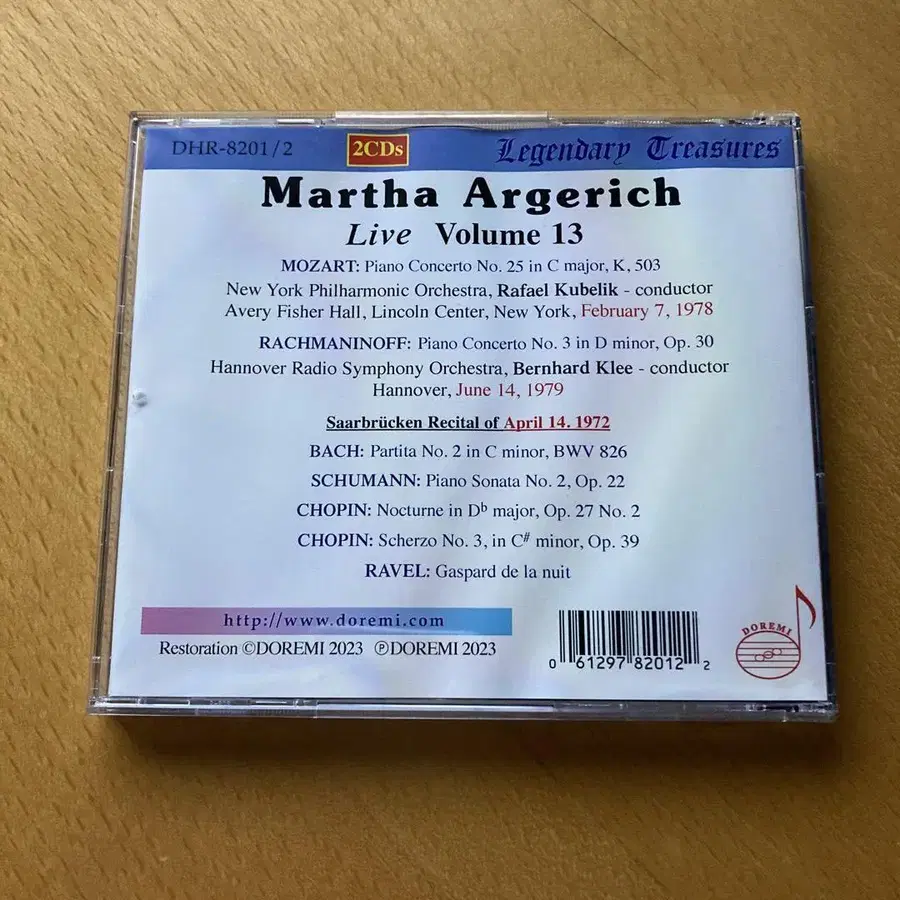 DHR-8201/2 2CDs Legendary Treasures
Martha Argerich
Live Volume 13
MOZART: Piano Concerto No. 25 in C major, K, 503
New York Philharmonic Orchestra, Rafael Kubelik - conductor
Avery Fisher Hall, Lincoln Center, New York, February 7, 1978
RACHMANINOFF: Piano Concerto No. 3 in D minor, Op. 30
Hannover Radio Symphony Orchestra, Bernhard Klee - conductor
Hannover, June 14, 1979
Saarbrücken Recital of April 14. 1972
BACH: Partita No. 2 in C minor, BWV 826
SCHUMANN: Piano Sonata No. 2, Op. 22
CHOPIN: Nocturne in Db major, Op. 27 No. 2
CHOPIN: Scherzo No. 3, in C# minor, Op. 39
RAVEL: Gaspard de la nuit
http://www.doremi.com
Restoration ©DOREMI 2023 ℗DOREMI 2023
0 61297 82012 2
DOREMI